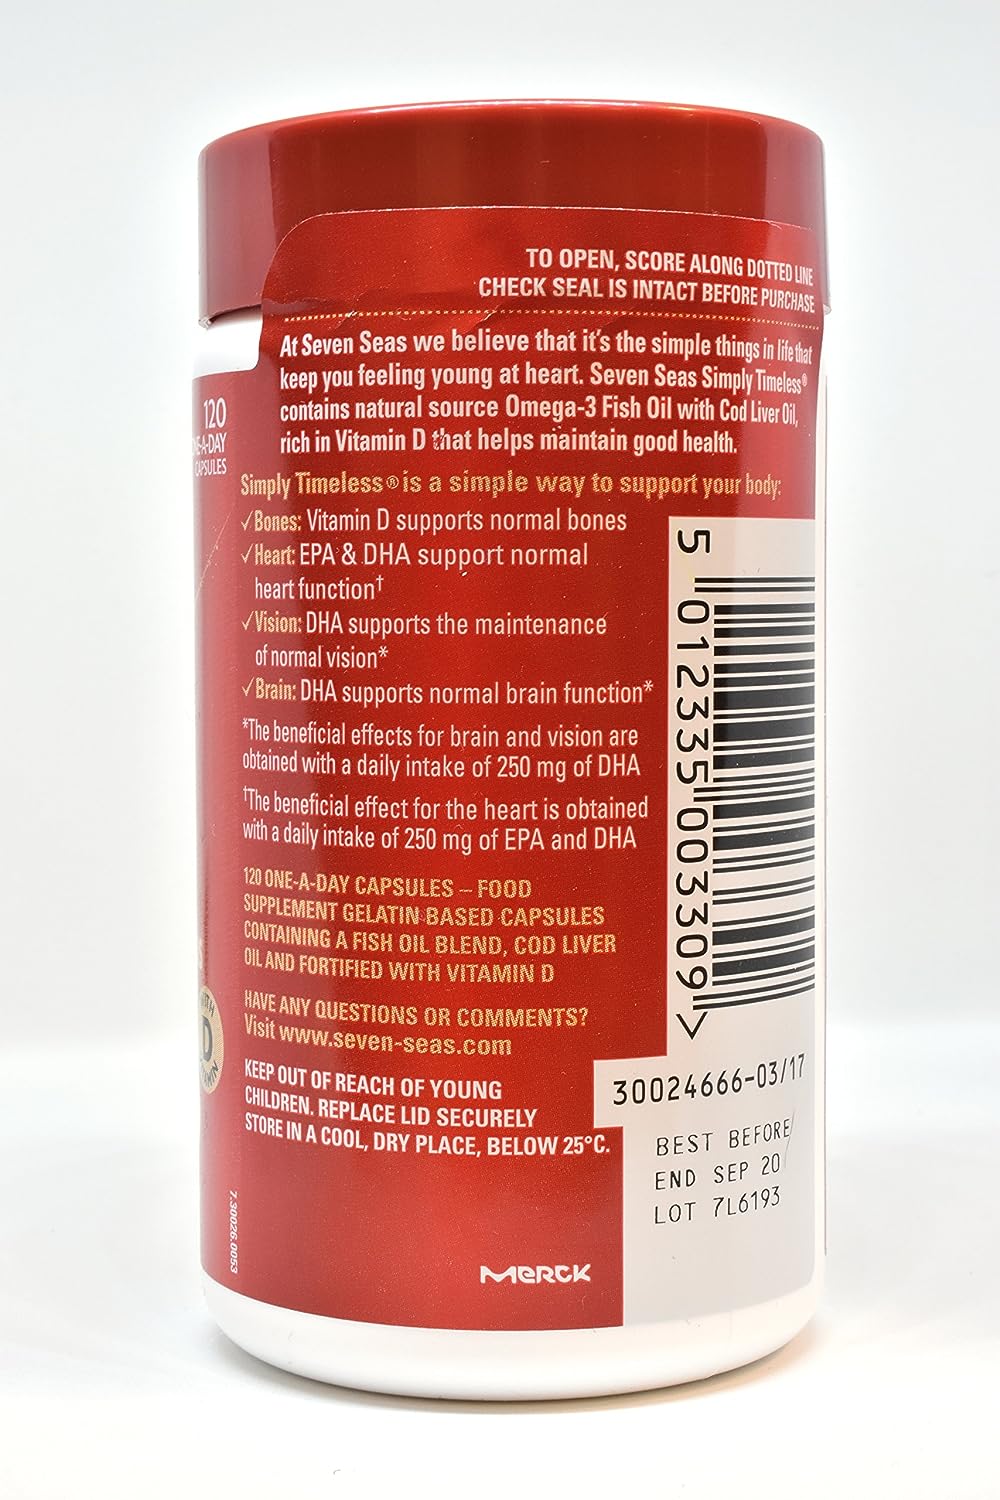 TO OPEN, SCORE ALONG DOTTED LINE
CHECK SEAL IS INTACT BEFORE PURCHASE
At Seven Seas we believe that it's the simple things in life that
keep you feeling young at heart. Seven Seas Simply Timeless®
contains natural source Omega-3 Fish Oil with Cod Liver Oil,
rich in Vitamin D that helps maintain good health.
120
NE-A-DAY
CAPSULES
Simply Timeless® is a simple way to support your body:
✓Bones: Vitamin D supports normal bones
✓Heart: EPA & DHA support normal
heart function†
✓Vision: DHA supports the maintenance
of normal vision*
✓Brain: DHA supports normal brain function*
*The beneficial effects for brain and vision are
obtained with a daily intake of 250 mg of DHA
†The beneficial effect for the heart is obtained
with a daily intake of 250 mg of EPA and DHA
120 ONE-A-DAY CAPSULES – FOOD
SUPPLEMENT GELATIN BASED CAPSULES
CONTAINING A FISH OIL BLEND, COD LIVER
OIL AND FORTIFIED WITH VITAMIN D
HAVE ANY QUESTIONS OR COMMENTS?
Visit www.seven-seas.com
KEEP OUT OF REACH OF YOUNG
CHILDREN. REPLACE LID SECURELY
STORE IN A COOL, DRY PLACE, BELOW 25°C.
5 012335 003309 >
30024666-03/17
BEST BEFORE
END SEP 20
LOT 7L6193
MERCK
7.30026.0053
D